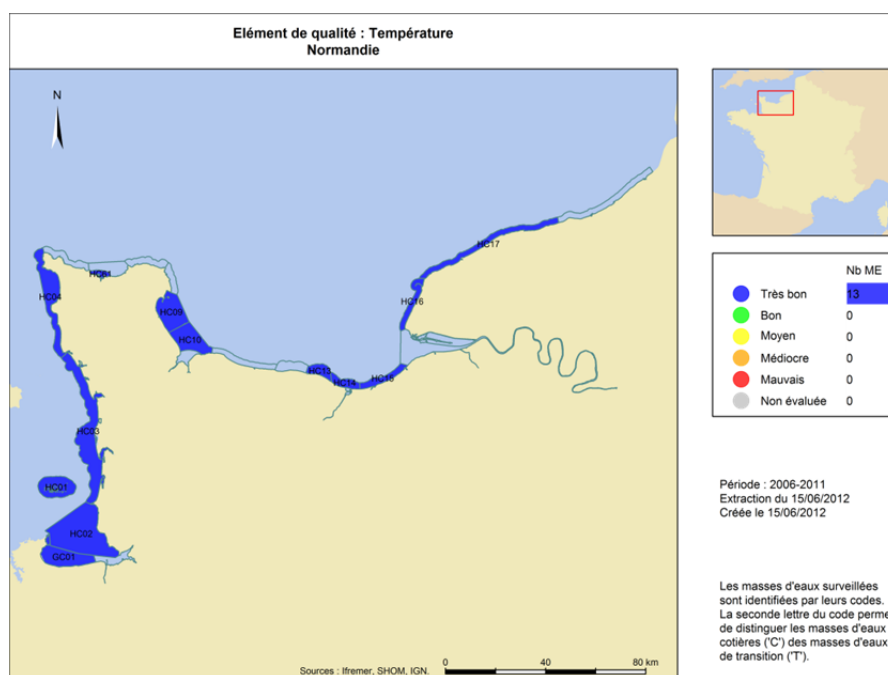 Elément de qualité : Température
Normandie
N
HC04
HC61
HC09
HC10
HC03
HC01
HC02
GC01
HC13
HC14
HC15
HC16
HC17
Sources : Ifremer, SHOM, IGN.
0 40 80 km
Nb ME
Très bon 13
Bon 0
Moyen 0
Médiocre 0
Mauvais 0
Non évaluée 0
Période : 2006-2011
Extraction du 15/06/2012
Créée le 15/06/2012
Les masses d'eaux surveillées
sont identifiées par leurs codes.
La seconde lettre du code perme
de distinguer les masses d'eaux
cotières ('C') des masses d'eaux
de transition ('T').